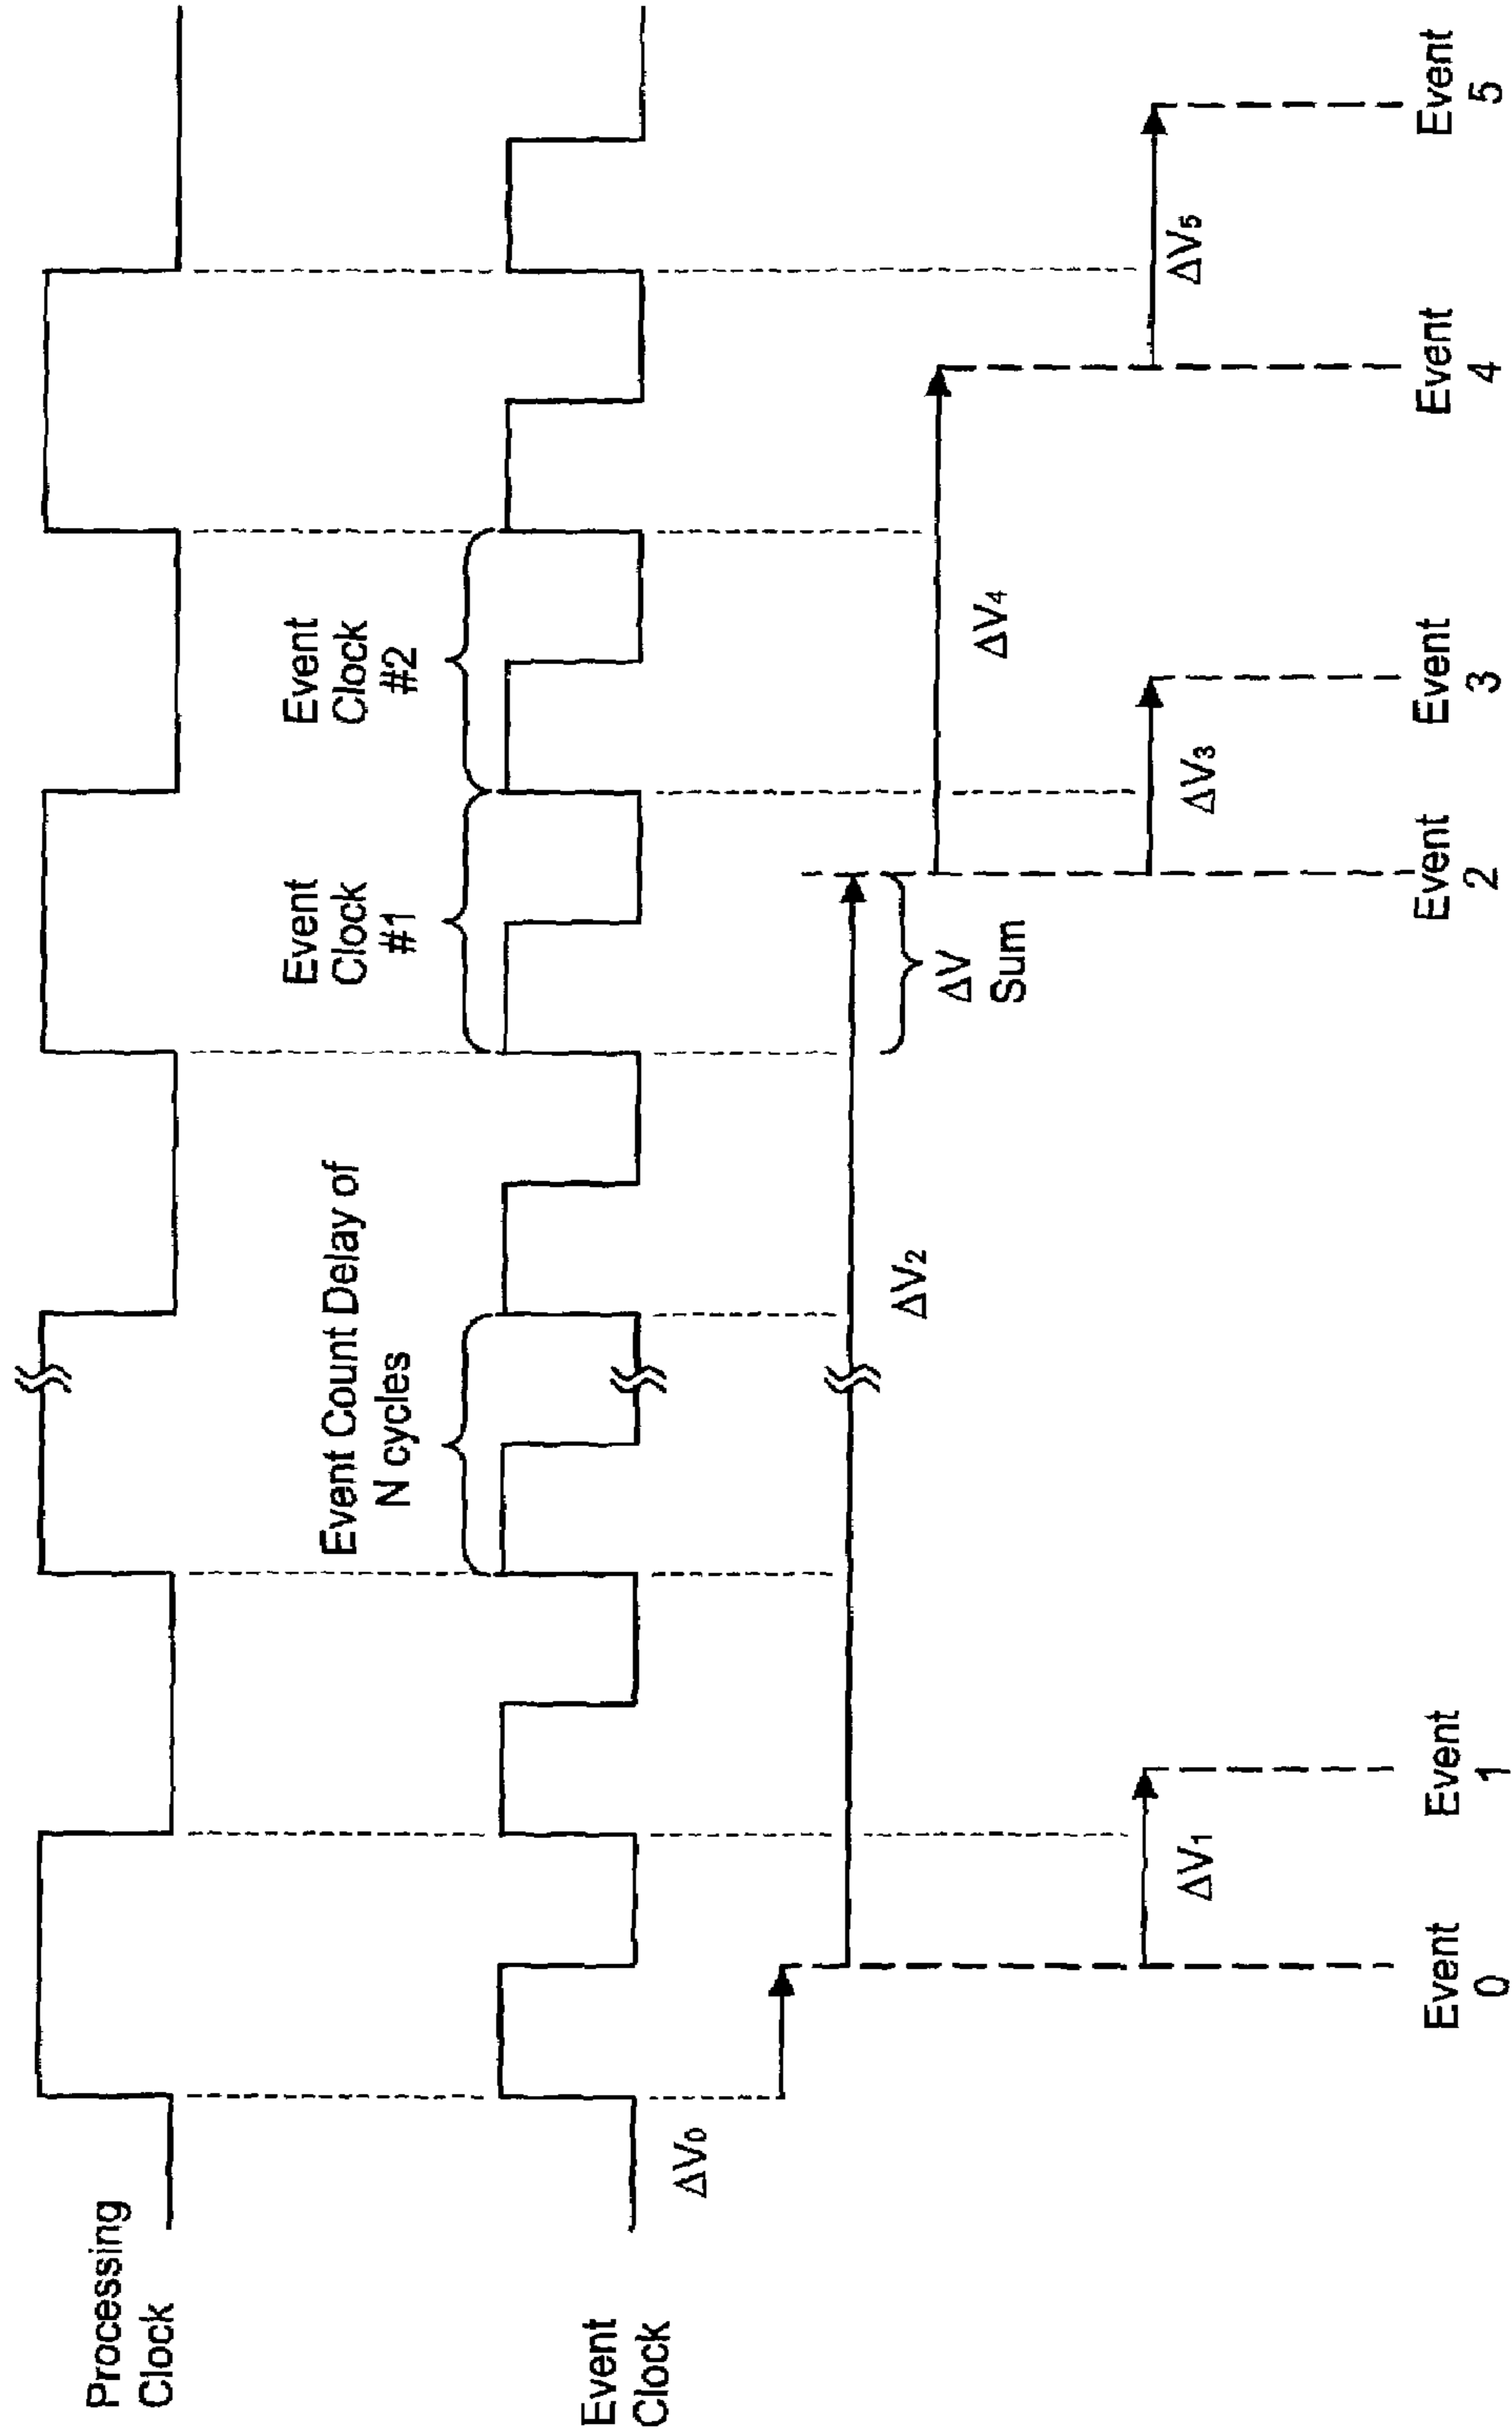 Processing
Clock
Event
Clock
Event Count Delay of
N cycles
Event
Clock
#1
Event
Clock
#2
ΔV₀
ΔV₂
ΔV
Sum
ΔV₄
ΔV₁
ΔV₃
ΔV₅
Event
0
Event
1
Event
2
Event
3
Event
4
Event
5